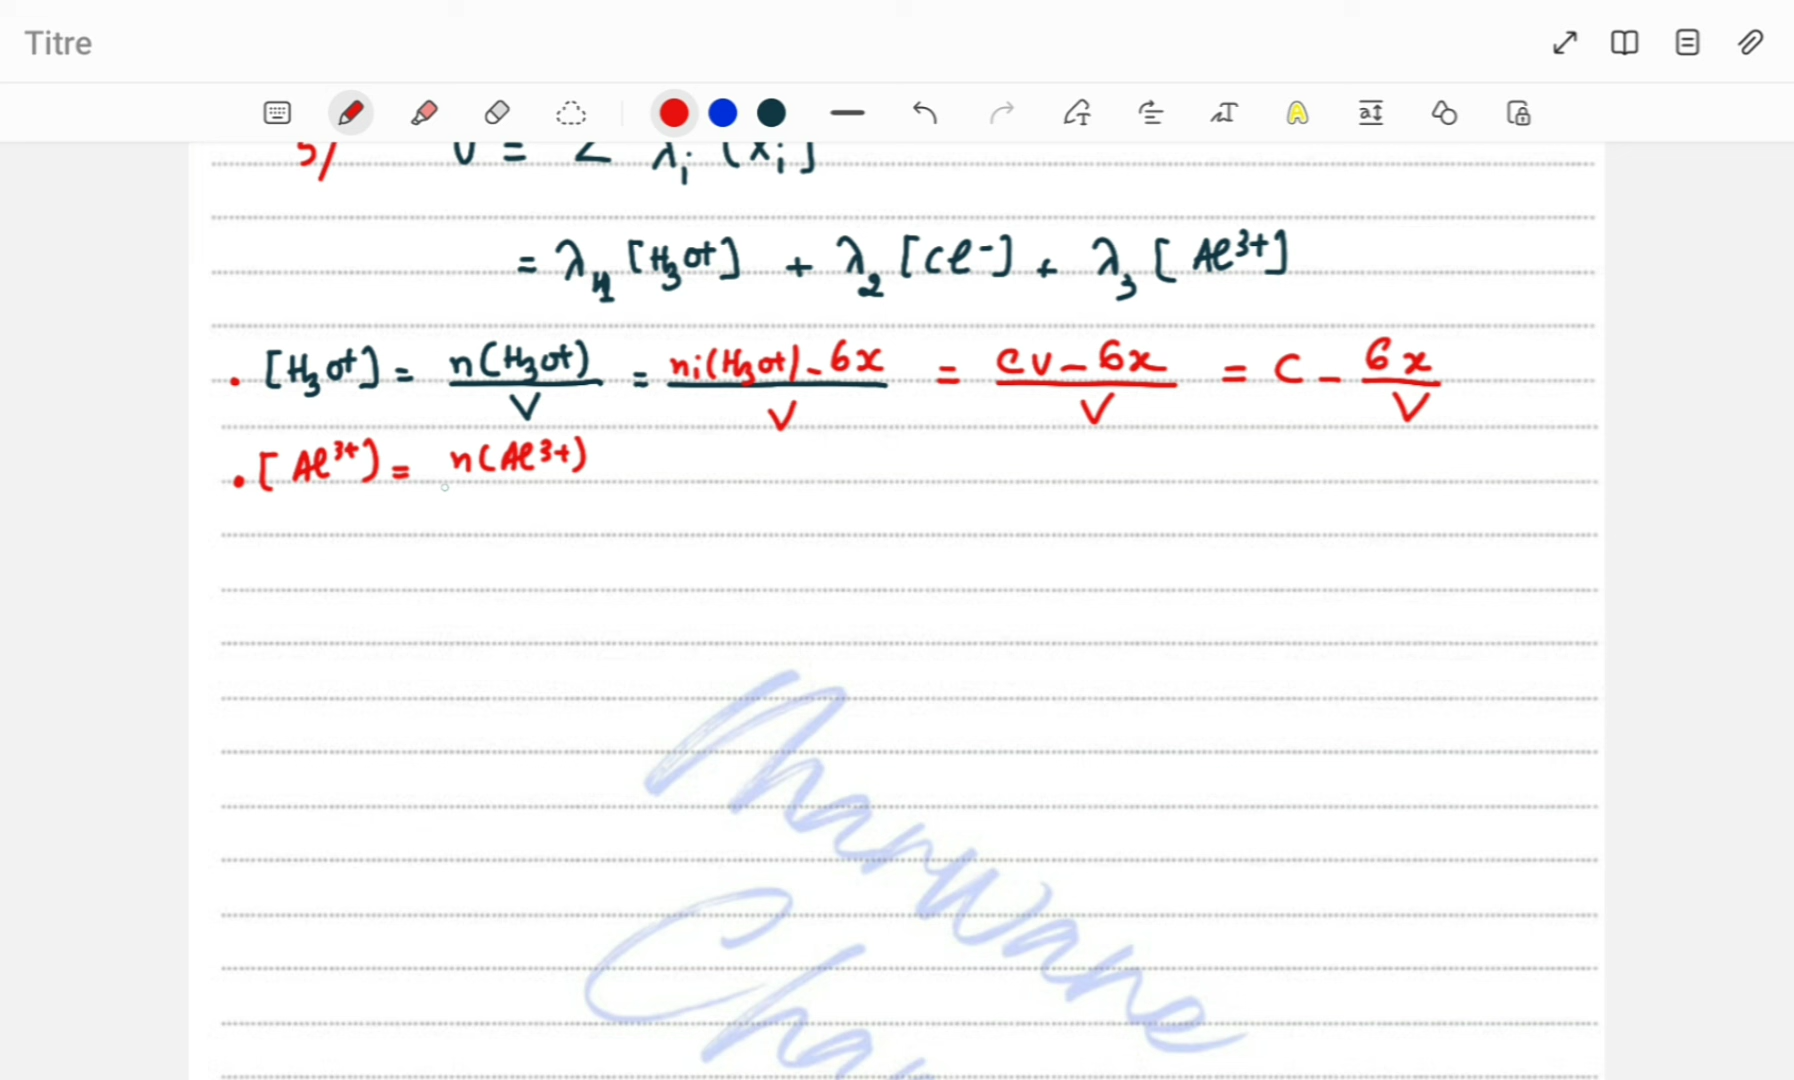 Titre
5/ σ = Σ λi [Xi]
= λ1 [H3O+] + λ2 [Cl-] + λ3 [Al3+]
• [H3O+] = n(H3O+)/V = ni(H3O+) - 6x/V = CV - 6x/V = C - 6x/V
• [Al3+] = n(Al3+)
Marwane